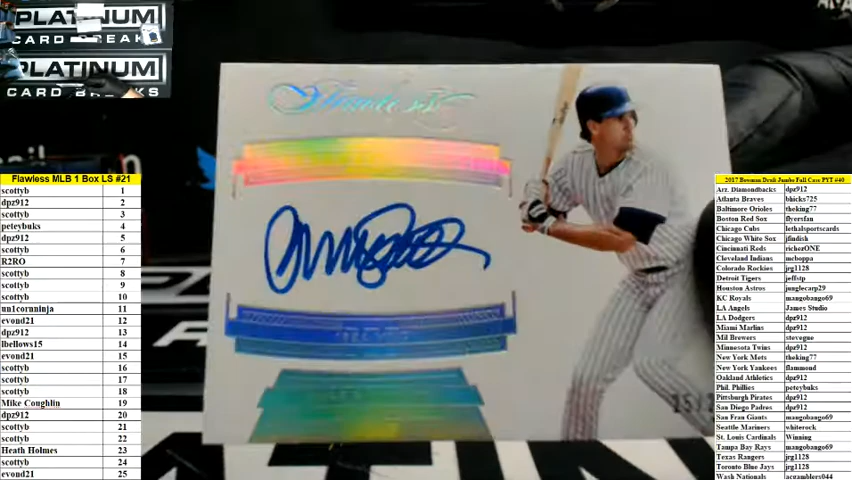 PLATINUM
CARD BREAKS
PLATINUM
CARD BREAKS
Flawless MLB 1 Box LS #21
scottyb 1
dpz912 2
scottyb 3
peteybuks 4
dpz912 5
scottyb 6
R2RO 7
scottyb 8
scottyb 9
scottyb 10
un1cornninja 11
evond21 12
dpz912 13
lbellows15 14
evond21 15
scottyb 16
scottyb 17
scottyb 18
Mike Coughlin 19
dpz912 20
scottyb 21
scottyb 22
Heath Holmes 23
scottyb 24
evond21 25
Flawless
2017 Bowman Draft Jumbo Full Case PYT #40
Arz. Diamondbacks dpz912
Atlanta Braves bhicks725
Baltimore Orioles theking77
Boston Red Sox flyersfan
Chicago Cubs lethalsportscards
Chicago White Sox jfindish
Cincinnati Reds richerONE
Cleveland Indians mcboppa
Colorado Rockies jrg1128
Detroit Tigers jeffstp
Houston Astros junglecarp29
KC Royals mangobango69
LA Angels James Studio
LA Dodgers dpz912
Miami Marlins dpz912
Mil Brewers stevegue
Minnesota Twins dpz912
New York Mets theking77
New York Yankees flammond
Oakland Athletics dpz912
Phil. Phillies peteybuks
Pittsburgh Pirates dpz912
San Diego Padres dpz912
San Fran Giants mangobango69
Seattle Mariners whiterock
St. Louis Cardinals Winning
Tampa Bay Rays mangobango69
Texas Rangers jrg1128
Toronto Blue Jays jrg1128
Wash Nationals acgamblers044